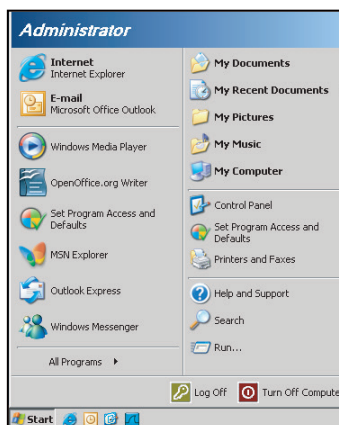 Administrator
Internet
Internet Explorer
E-mail
Microsoft Office Outlook
Windows Media Player
OpenOffice.org Writer
Set Program Access and
Defaults
MSN Explorer
Outlook Express
Windows Messenger
All Programs
My Documents
My Recent Documents
My Pictures
My Music
My Computer
Control Panel
Set Program Access and
Defaults
Printers and Faxes
Help and Support
Search
Run...
Log Off
Turn Off Compute
Start